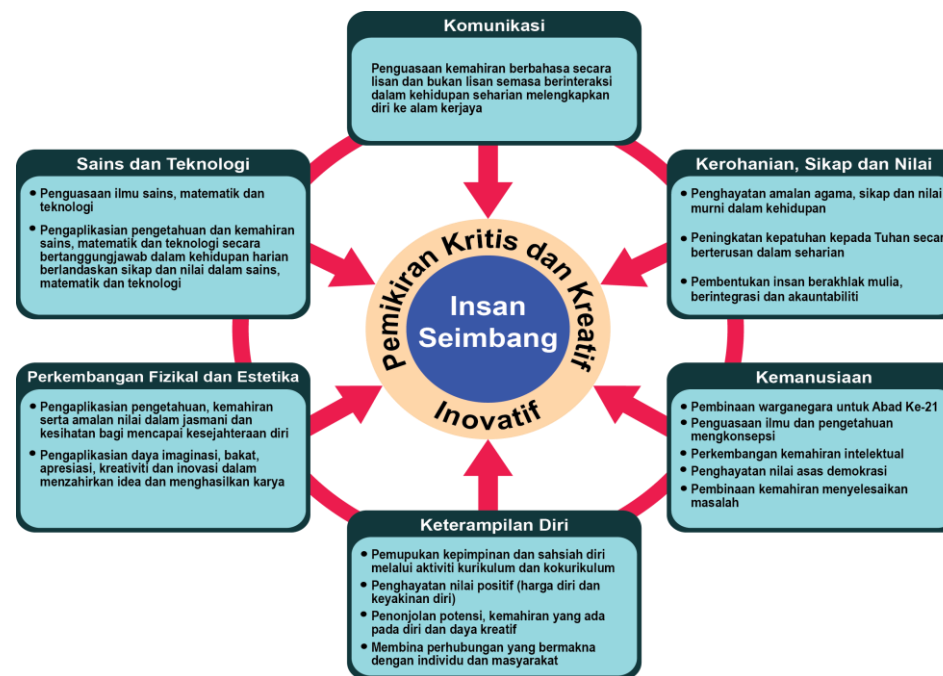 Komunikasi
Penguasaan kemahiran berbahasa secara
lisan dan bukan lisan semasa berinteraksi
dalam kehidupan seharian melengkapkan
diri ke alam kerjaya
Sains dan Teknologi
• Penguasaan ilmu sains, matematik dan
teknologi
• Pengaplikasian pengetahuan dan kemahiran
sains, matematik dan teknologi secara
bertanggungjawab dalam kehidupan harian
berlandaskan sikap dan nilai dalam sains,
matematik dan teknologi
Kerohanian, Sikap dan Nilai
• Penghayatan amalan agama, sikap dan nilai
murni dalam kehidupan
• Peningkatan kepatuhan kepada Tuhan secar
berterusan dalam seharian
• Pembentukan insan berakhlak mulia,
berintegrasi dan akauntabiliti
Pemikiran Kritis dan Kreatif
Insan
Seimbang
Inovatif
Perkembangan Fizikal dan Estetika
• Pengaplikasian pengetahuan, kemahiran
serta amalan nilai dalam jasmani dan
kesihatan bagi mencapai kesejahteraan diri
• Pengaplikasian daya imaginasi, bakat,
apresiasi, kreativiti dan inovasi dalam
menzahirkan idea dan menghasilkan karya
Kemanusiaan
• Pembinaan warganegara untuk Abad Ke-21
• Penguasaan ilmu dan pengetahuan
mengkonsepsi
• Perkembangan kemahiran intelektual
• Penghayatan nilai asas demokrasi
• Pembinaan kemahiran menyelesaikan
masalah
Keterampilan Diri
• Pemupukan kepimpinan dan sahsiah diri
melalui aktiviti kurikulum dan kokurikulum
• Penghayatan nilai positif (harga diri dan
keyakinan diri)
• Penonjolan potensi, kemahiran yang ada
pada diri dan daya kreatif
• Membina perhubungan yang bermakna
dengan individu dan masyarakat